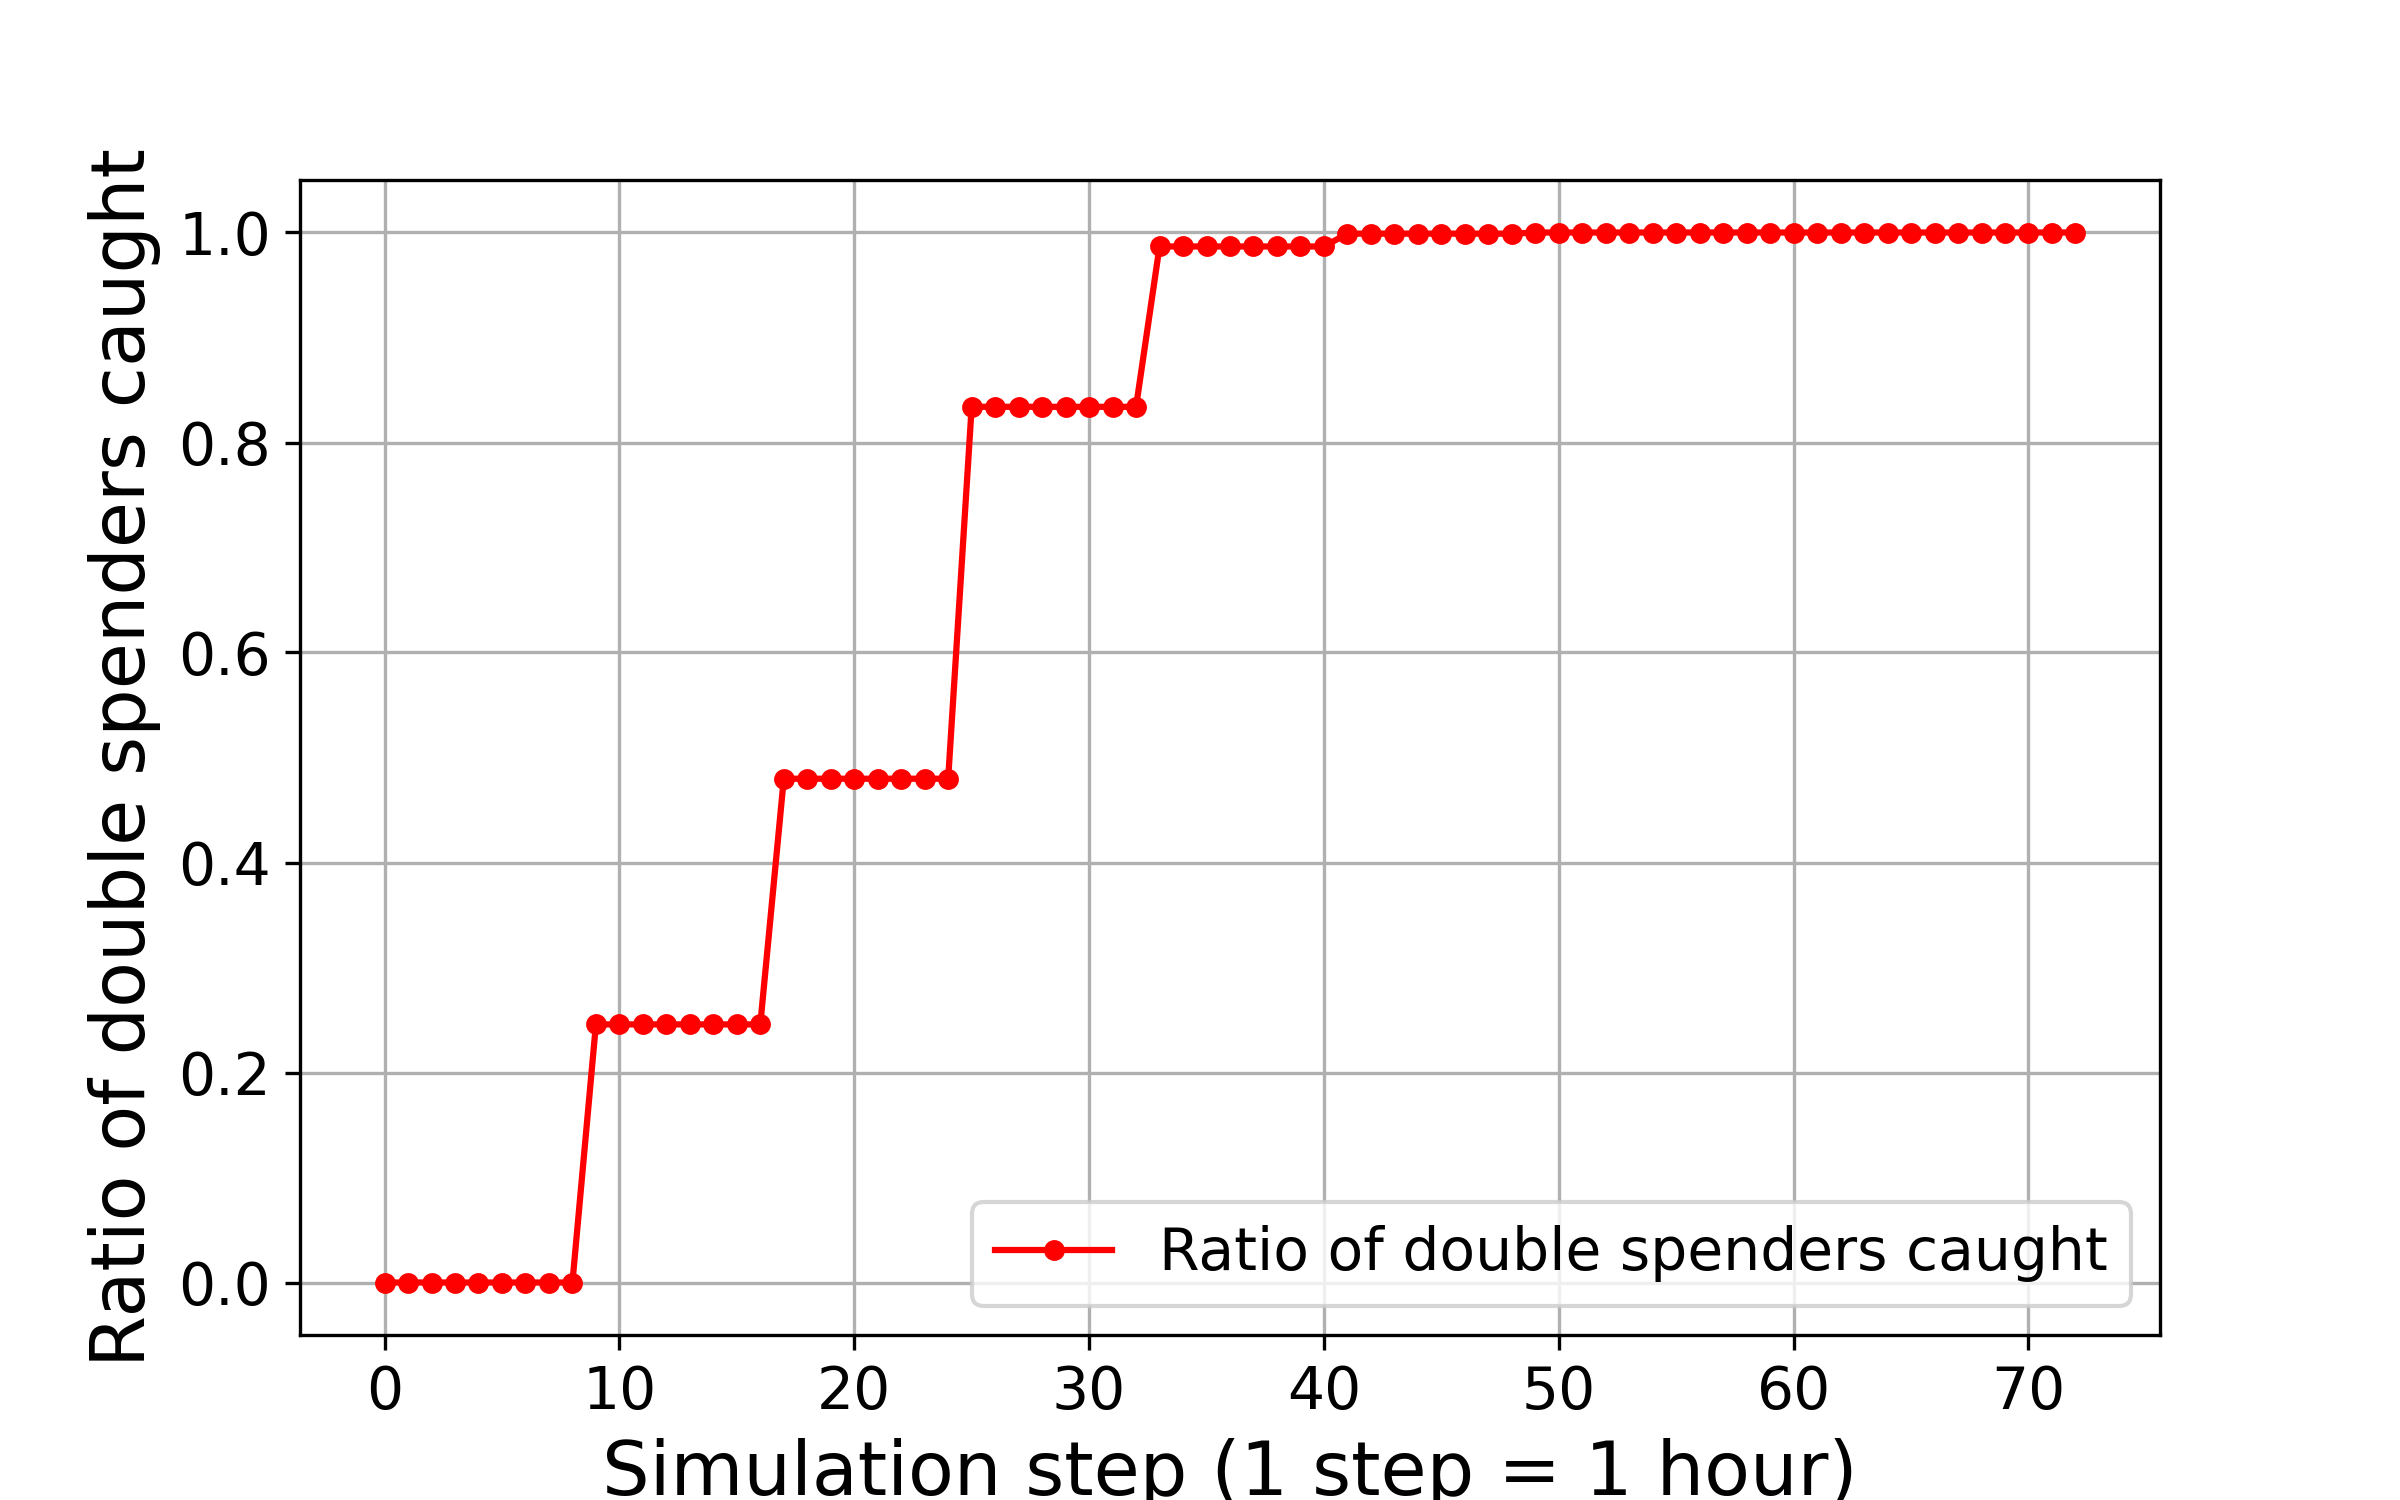 Ratio of double spenders caught
1.0
0.8
0.6
0.4
0.2
0.0
Ratio of double spenders caught
0 10 20 30 40 50 60 70
Simulation step (1 step = 1 hour)